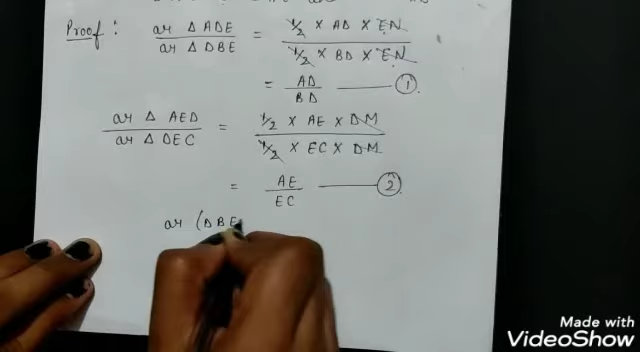 Proof : ar Δ ADE / ar Δ DBE = 1/2 × AD × EN / 1/2 × BD × EN
= AD / BD —— ①
ar Δ AED / ar Δ DEC = 1/2 × AE × DM / 1/2 × EC × DM
= AE / EC —— ②
ar (DBE
Made with
VideoShow